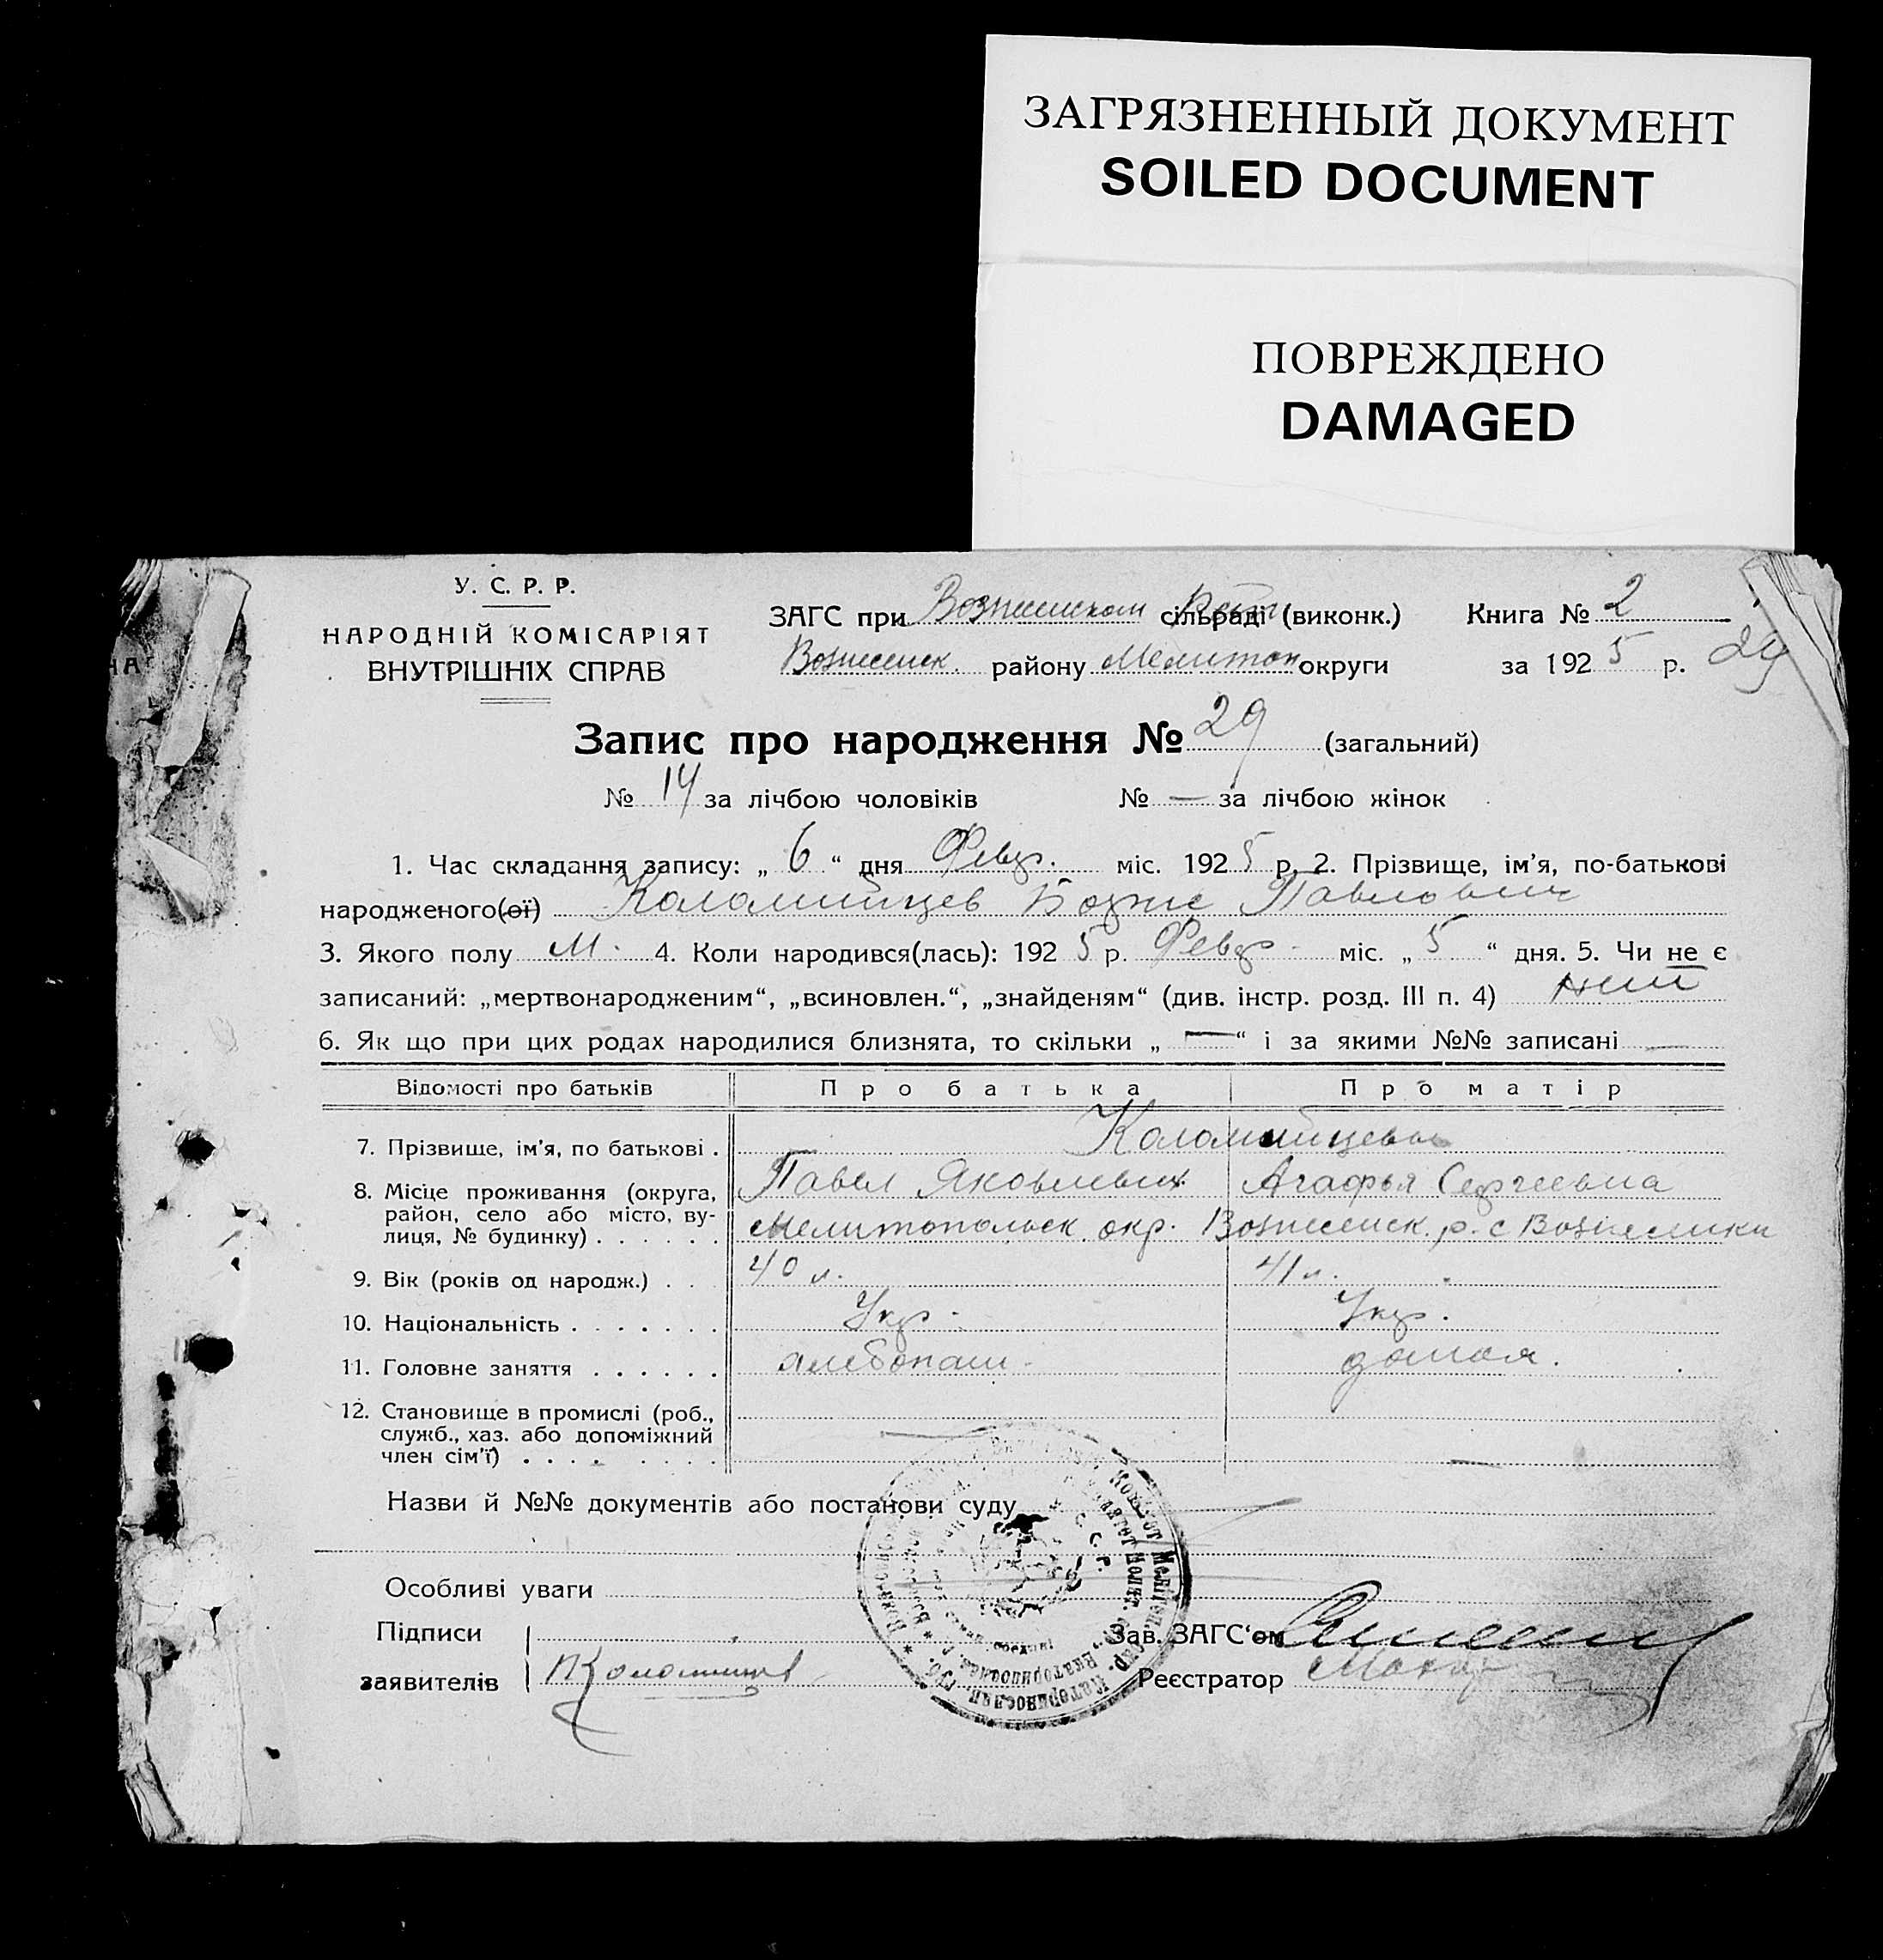 ЗАГРЯЗНЕННЫЙ ДОКУМЕНТ
SOILED DOCUMENT
ПОВРЕЖДЕНО
DAMAGED
У. С. Р. Р.
НАРОДНІЙ КОМІСАРІЯТ
ВНУТРІШНІХ СПРАВ
ЗАГС при Вознесенском сільраді (виконк.) Книга № 2
Вознесенск. району Мелитоп округи за 1925 р. 29
Запис про народження № 29 (загальний)
№ 14 за лічбою чоловіків № — за лічбою жінок
1. Час складання запису: „ 6 “ дня Февр. міс. 1925 р. 2. Прізвище, ім’я, по-батькові
народженого(ої) Коломийцев Борис Павлович
3. Якого полу М. 4. Коли народився(лась): 1925 р. Февр. міс. „ 5 “ дня. 5. Чи не є
записаний: „мертвонародженим“, „всиновлен.“, „знайденям“ (див. інстр. розд. III п. 4)
6. Як що при цих родах народилися близнята, то скільки „ — “ і за якими №№ записані —
Відомості про батьків Про батька Про матір
7. Прізвище, ім’я, по батькові . Коломийцевы
Павел Яковлевич Агафья Сергеевна
8. Місце проживання (округа,
район, село або місто, ву-
лиця, № будинку) . . . . . . Мелитопольск. окр. Вознесенск. р. с Вознесенки
9. Вік (років од народж.) . . . 40 л. 41 л.
10. Національність . . . . . . . Укр. Укр.
11. Головне заняття . . . . . . хлебопаш. домох.
12. Становище в промислі (роб.,
служб., хаз. або допоміжний
член сім’ї) . . . . . . . . —
Назви й №№ документів або постанови суду
Особливі уваги
Підписи Зав. ЗАГС‘ом
заявителів П Коломийцев Реєстратор